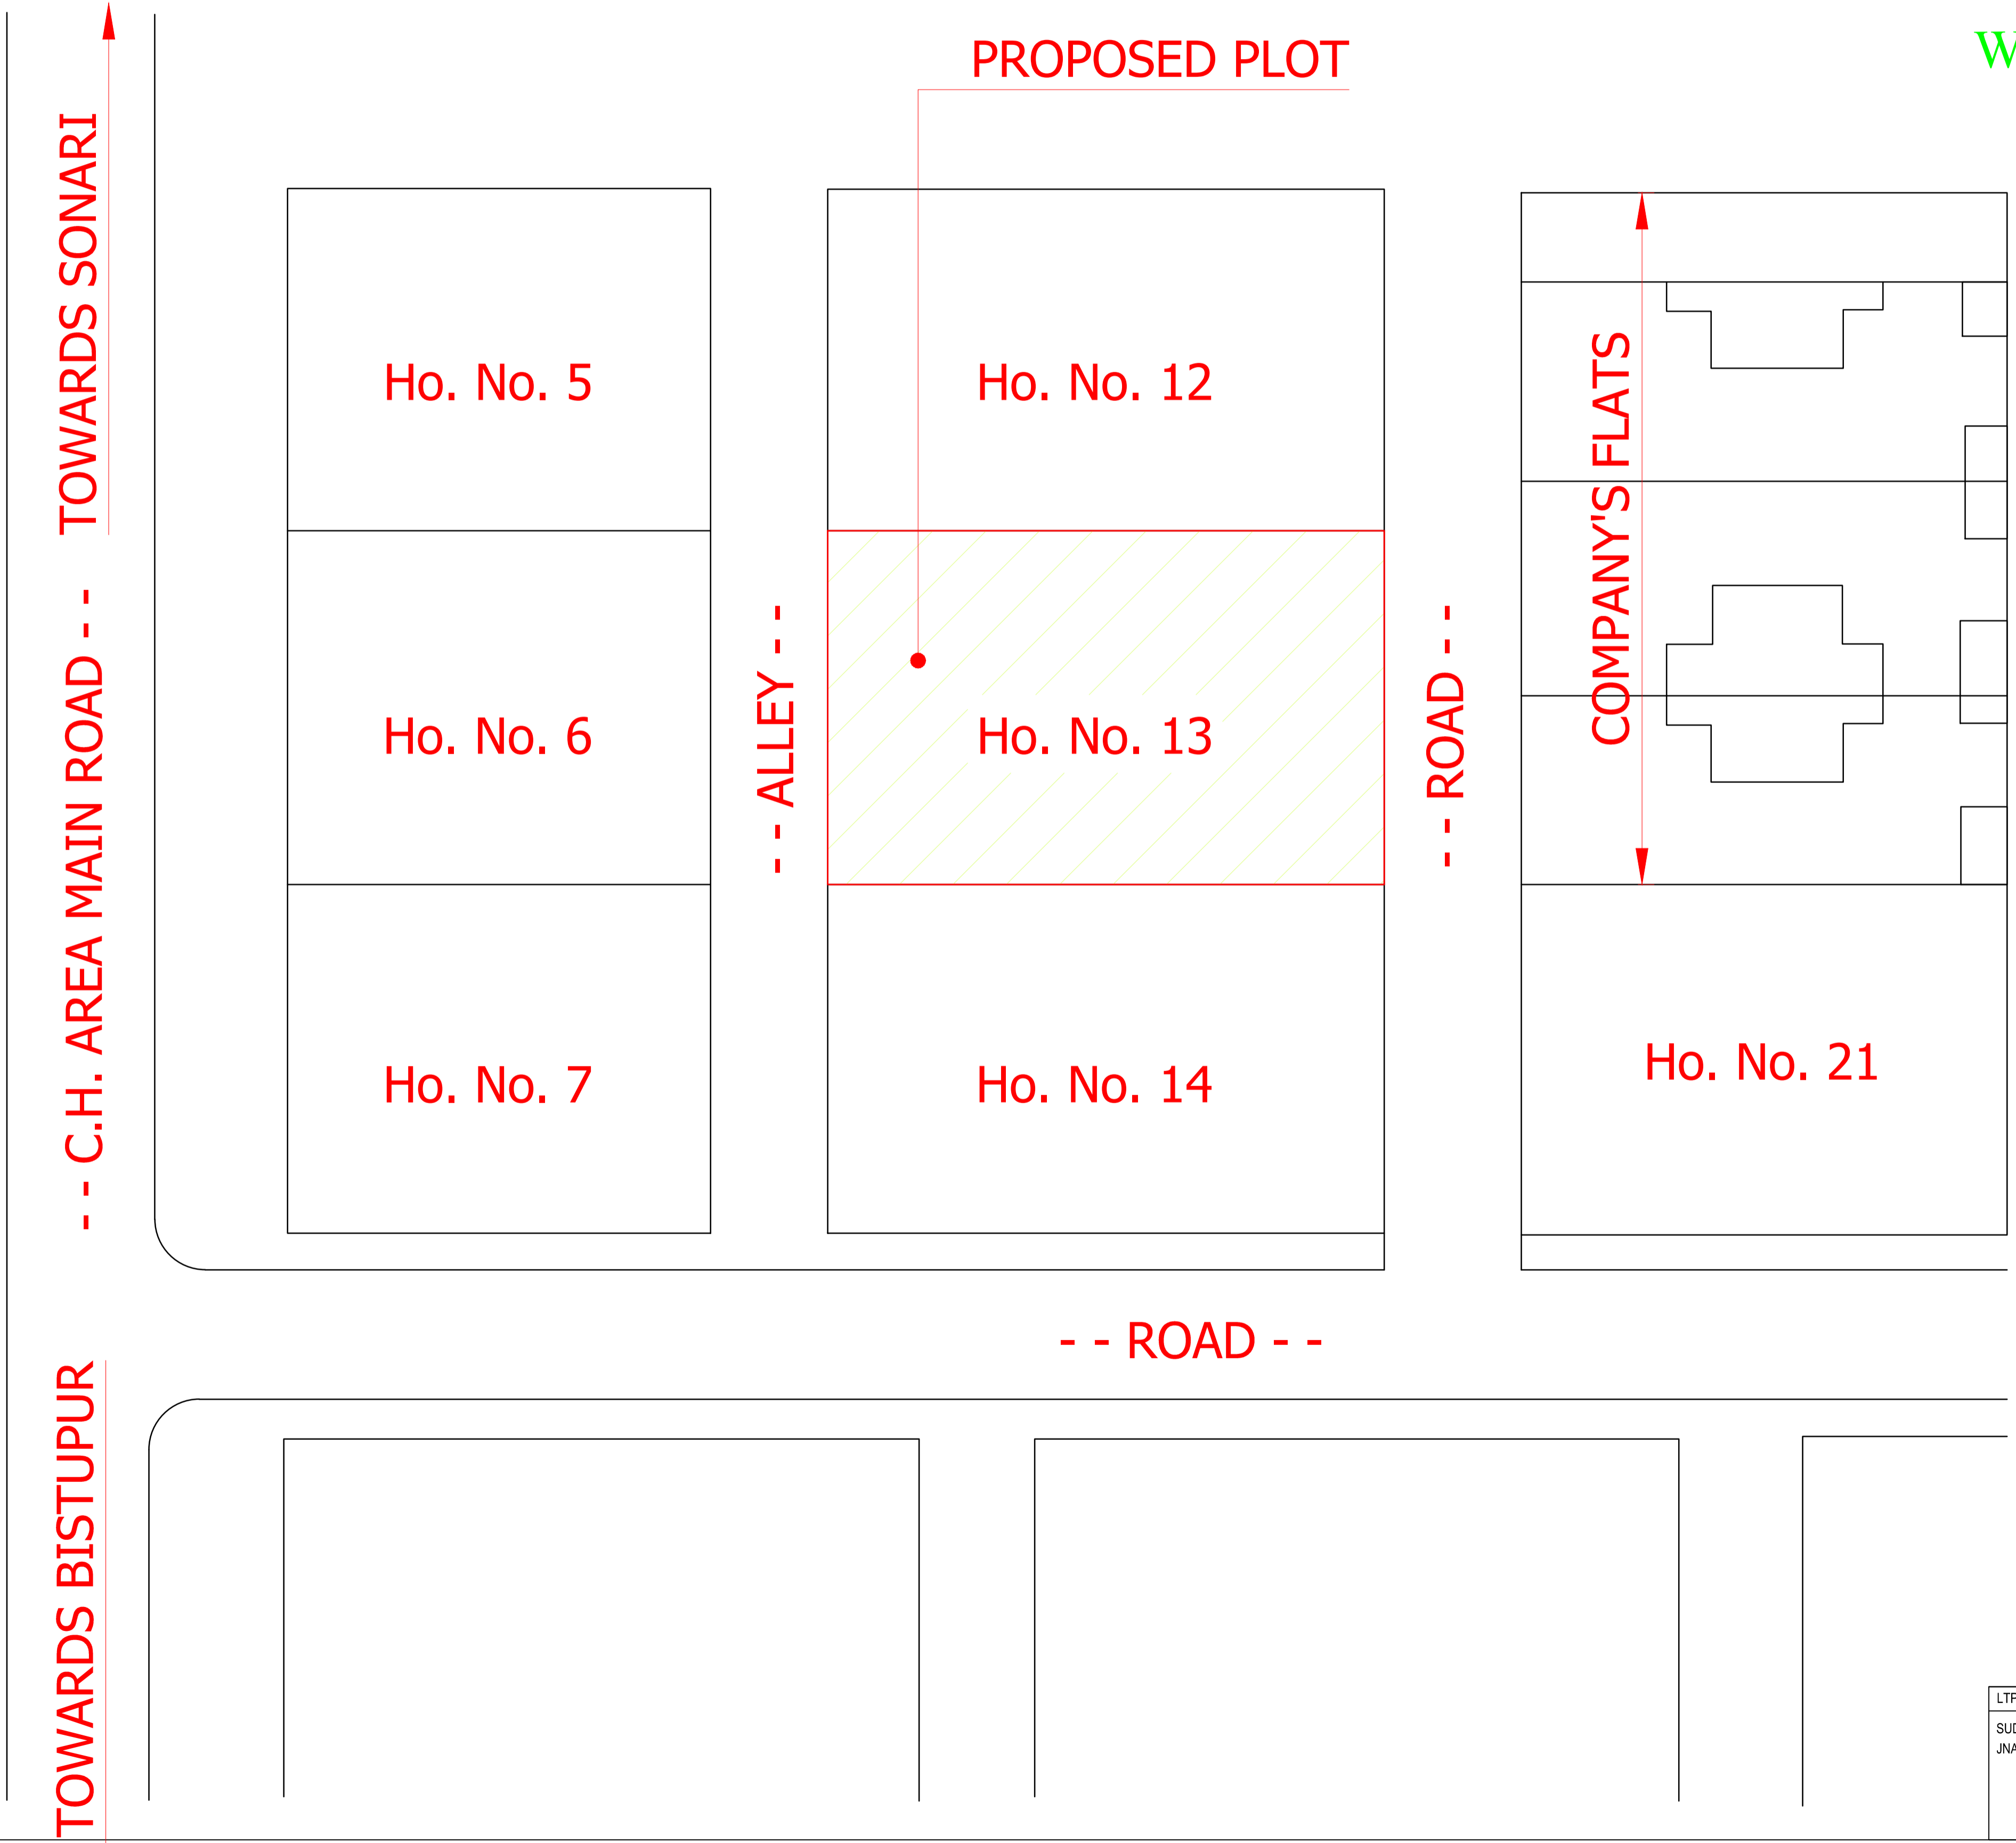 PROPOSED PLOT
W
TOWARDS SONARI
Ho. No. 5
Ho. No. 12
COMPANY'S FLATS
- - C.H. AREA MAIN ROAD - -
- - ALLEY - -
- - ROAD - -
Ho. No. 6
Ho. No. 13
Ho. No. 7
Ho. No. 14
Ho. No. 21
- - ROAD - -
TOWARDS BISTUPUR